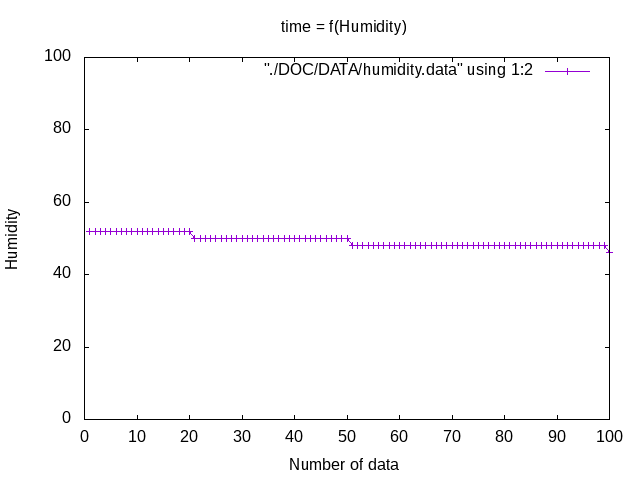 time = f(Humidity)
"./DOC/DATA/humidity.data" using 1:2
100
80
60
40
20
0
Humidity
0 10 20 30 40 50 60 70 80 90 100
Number of data